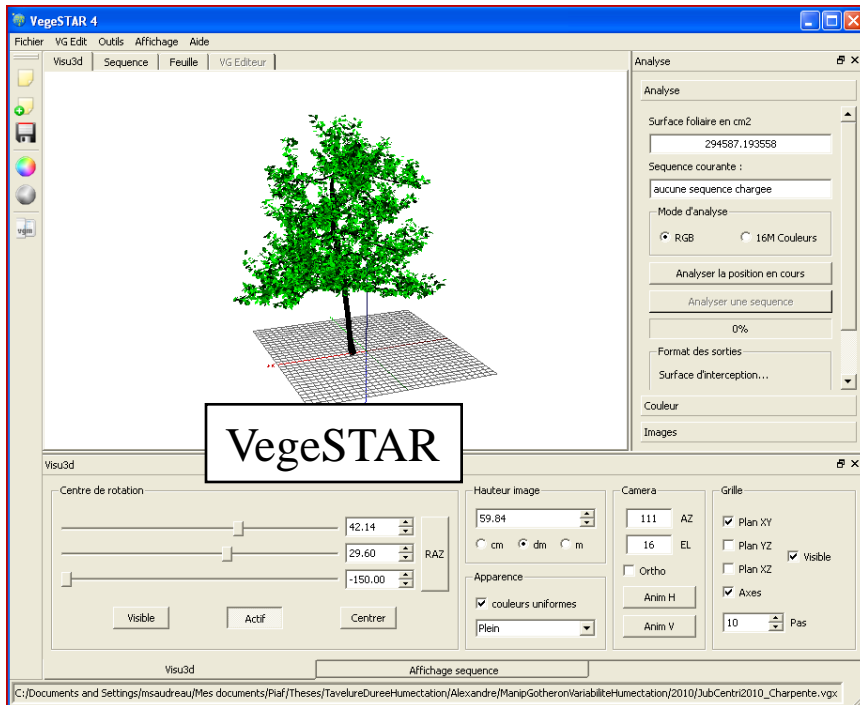 VegeSTAR 4
Fichier VG Edit Outils Affichage Aide
Visu3d Sequence Feuille VG Editeur
Analyse
Analyse
Surface foliaire en cm2
294587.193558
Sequence courante :
aucune sequence chargee
Mode d'analyse
RGB 16M Couleurs
Analyser la position en cours
Analyser une sequence
0%
Format des sorties
Surface d'interception...
Couleur
Images
vgm
VegeSTAR
Visu3d
Centre de rotation
42.14
29.60
-150.00
RAZ
Visible Actif Centrer
Hauteur image
59.84
cm dm m
Apparence
couleurs uniformes
Plein
Camera
111 AZ
16 EL
Ortho
Anim H
Anim V
Grille
Plan XY
Plan YZ
Plan XZ
Visible
Axes
10 Pas
Visu3d Affichage sequence
C:/Documents and Settings/msaudreau/Mes documents/Piaf/Theses/TavelureDureeHumectation/Alexandre/ManipGotheronVariabiliteHumectation/2010/JubCentri2010_Charpente.vgx